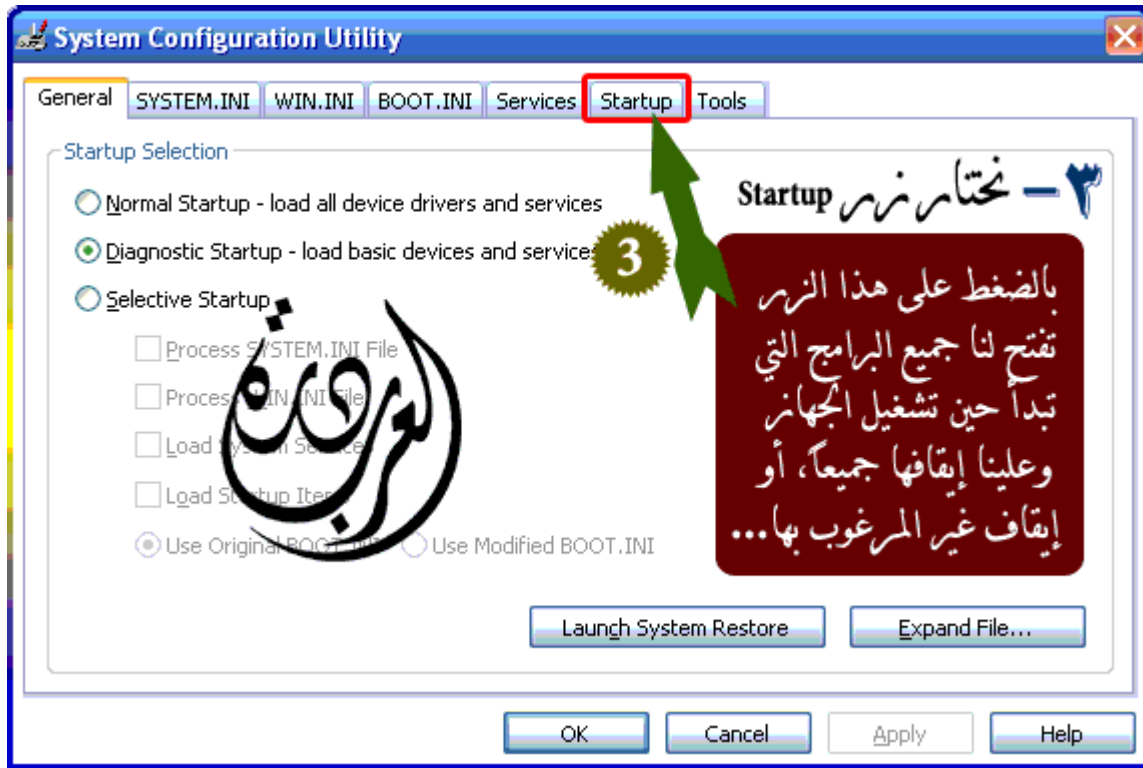 System Configuration Utility
General SYSTEM.INI WIN.INI BOOT.INI Services Startup Tools
Startup Selection
Normal Startup - load all device drivers and services
Diagnostic Startup - load basic devices and services
Selective Startup
Process SYSTEM.INI File
Process WIN.INI File
Load System Services
Load Startup Items
Use Original BOOT.INI Use Modified BOOT.INI
3
٣ - نختار زر Startup
بالضغط على هذا الزر
تفتح لنا جميع البرامج التي
تبدأ حين تشغيل الجهاز
وعلينا إيقافها جميعاً، أو
إيقاف غير المرغوب بها...
Launch System Restore Expand File...
OK Cancel Apply Help